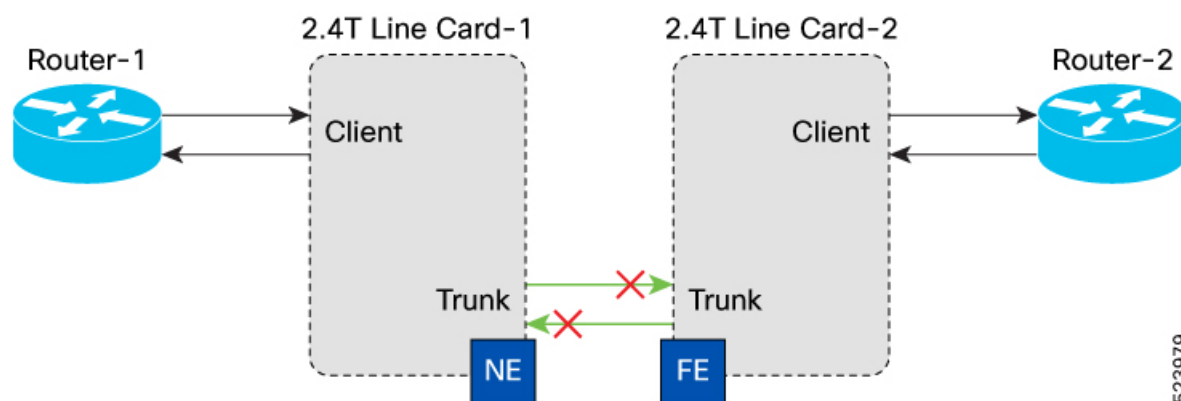 2.4T Line Card-1
2.4T Line Card-2
Router-1
Router-2
Client
Client
Trunk
Trunk
NE
FE
523979